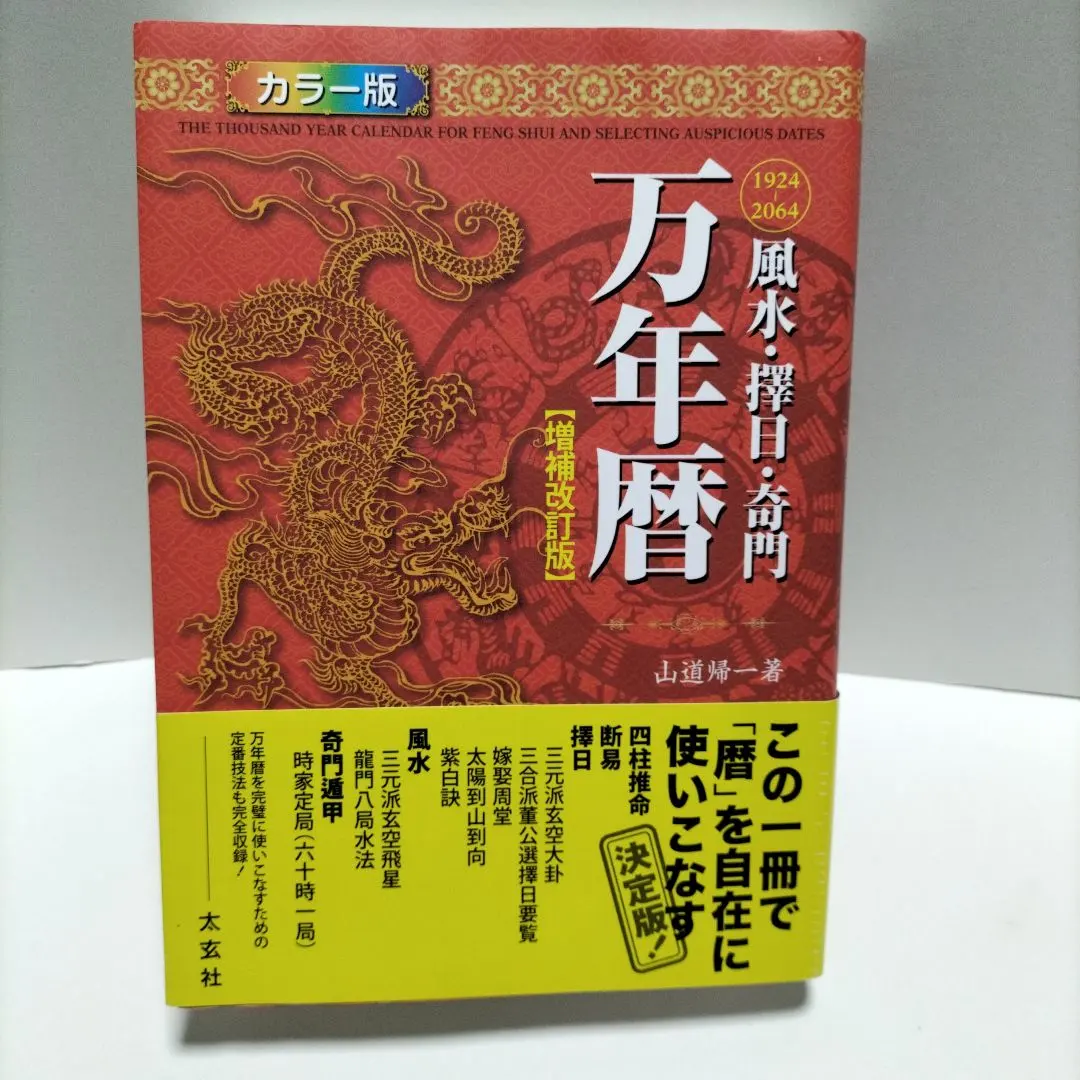 カラー版
THE THOUSAND YEAR CALENDAR FOR FENG SHUI AND SELECTING AUSPICIOUS DATES
1924
2064
風水・擇日・奇門
万年暦
【増補改訂版】
山道帰一著
この一冊で
「暦」を自在に
使いこなす
決定版！
四柱推命
断易
擇日
三元派玄空大卦
三合派董公選擇日要覧
嫁娶周堂
太陽到山到向
紫白訣
風水
三元派玄空飛星
龍門八局水法
奇門遁甲
時家定局（六十時一局）
万年暦を完璧に使いこなすための
定番技法も完全収録！
太玄社